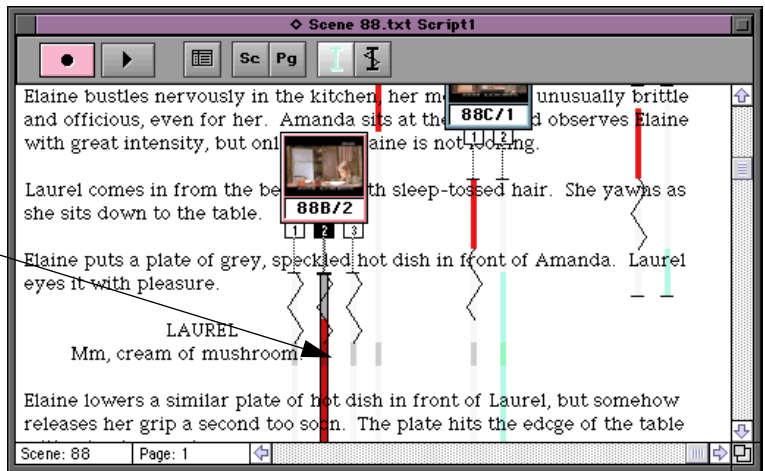 ◇ Scene 88.txt Script1
Sc Pg
Elaine bustles nervously in the kitchen, her m unusually brittle
and officious, even for her. Amanda sits at the d observes Elaine
with great intensity, but onl aine is not looking.
88C/1
1 2
Laurel comes in from the be th sleep-tossed hair. She yawns as
she sits down to the table.
88B/2
1 2 3
Elaine puts a plate of grey, speckled hot dish in front of Amanda. Laurel
eyes it with pleasure.
LAUREL
Mm, cream of mushroom.
Elaine lowers a similar plate of hot dish in front of Laurel, but somehow
releases her grip a second too soon. The plate hits the edcge of the table
Scene: 88 Page: 1